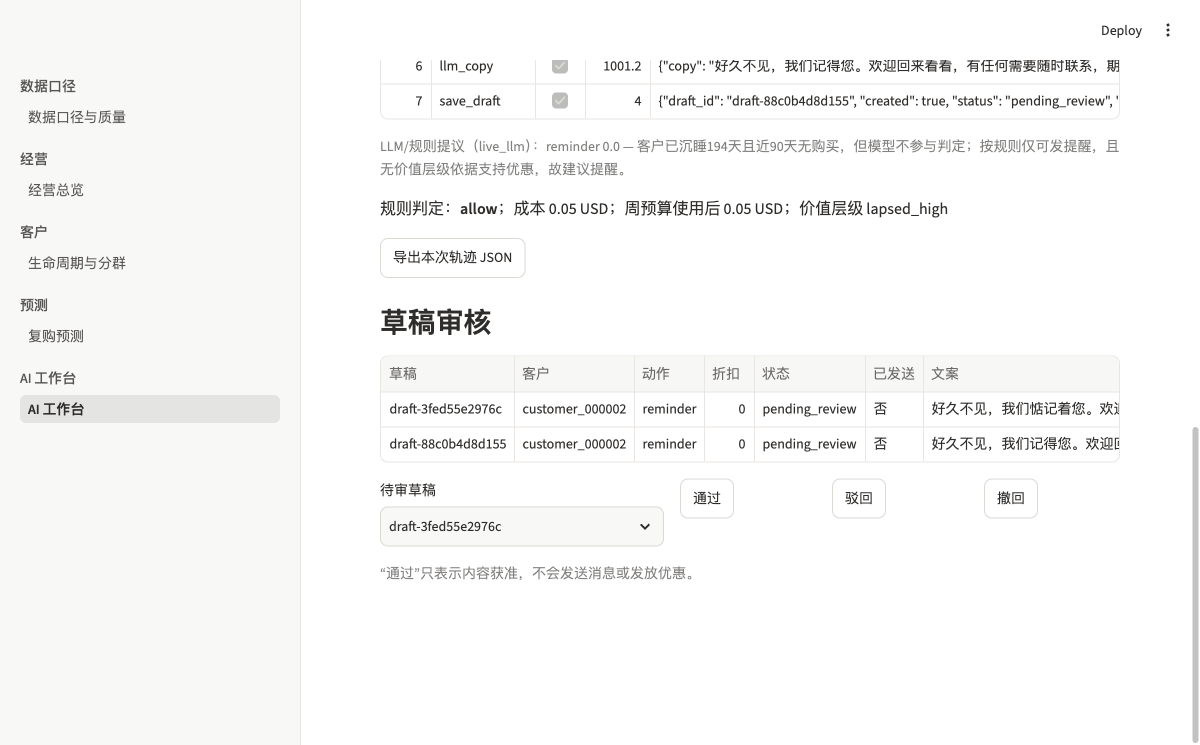 Deploy
数据口径
数据口径与质量
经营
经营总览
客户
生命周期与分群
预测
复购预测
AI 工作台
AI 工作台
6 llm_copy 1001.2 {"copy": "好久不见，我们记得您。欢迎回来看看，有任何需要随时联系，期
7 save_draft 4 {"draft_id": "draft-88c0b4d8d155", "created": true, "status": "pending_review", "
LLM/规则提议（live_llm）：reminder 0.0 — 客户已沉睡194天且近90天无购买，但模型不参与判定；按规则仅可发提醒，且
无价值层级依据支持优惠，故建议提醒。
规则判定：allow；成本 0.05 USD；周预算使用后 0.05 USD；价值层级 lapsed_high
导出本次轨迹 JSON
草稿审核
草稿 客户 动作 折扣 状态 已发送 文案
draft-3fed55e2976c customer_000002 reminder 0 pending_review 否 好久不见，我们惦记着您。欢迎
draft-88c0b4d8d155 customer_000002 reminder 0 pending_review 否 好久不见，我们记得您。欢迎回
待审草稿
draft-3fed55e2976c
通过
驳回
撤回
“通过”只表示内容获准，不会发送消息或发放优惠。